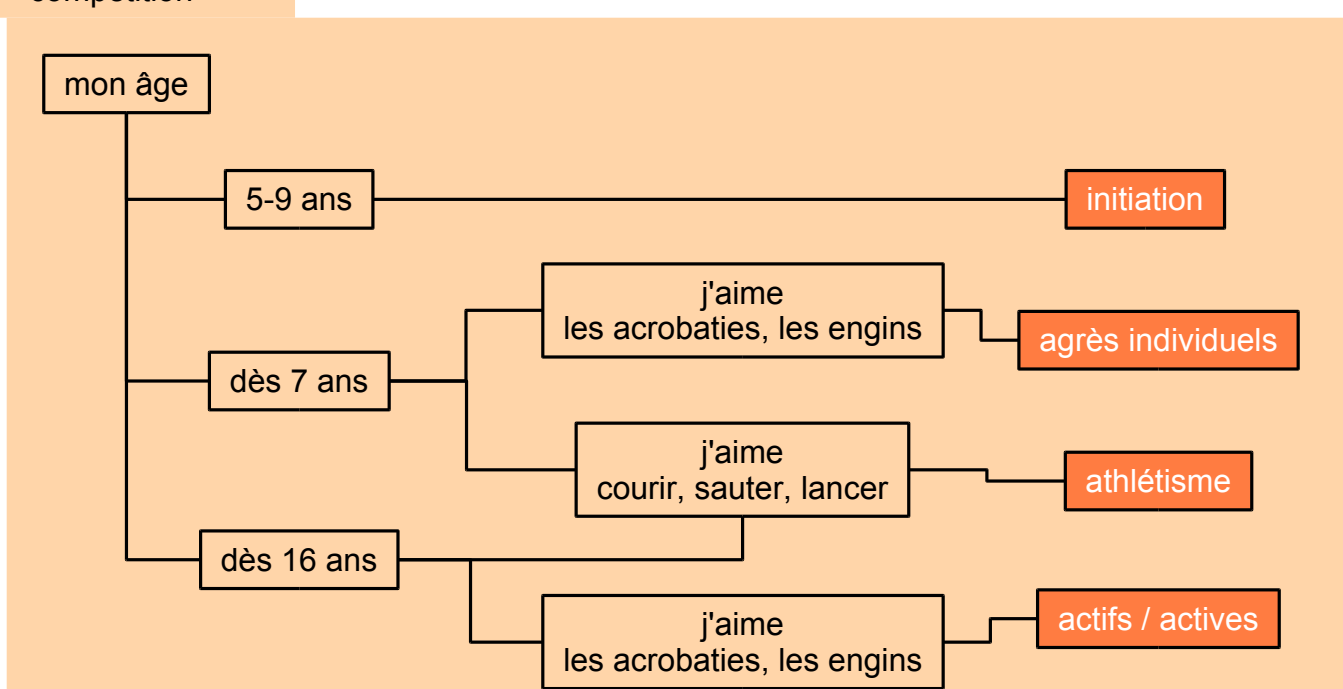 mon âge
5-9 ans
initiation
j'aime
les acrobaties, les engins
agrès individuels
dès 7 ans
j'aime
courir, sauter, lancer
athlétisme
dès 16 ans
j'aime
les acrobaties, les engins
actifs / actives